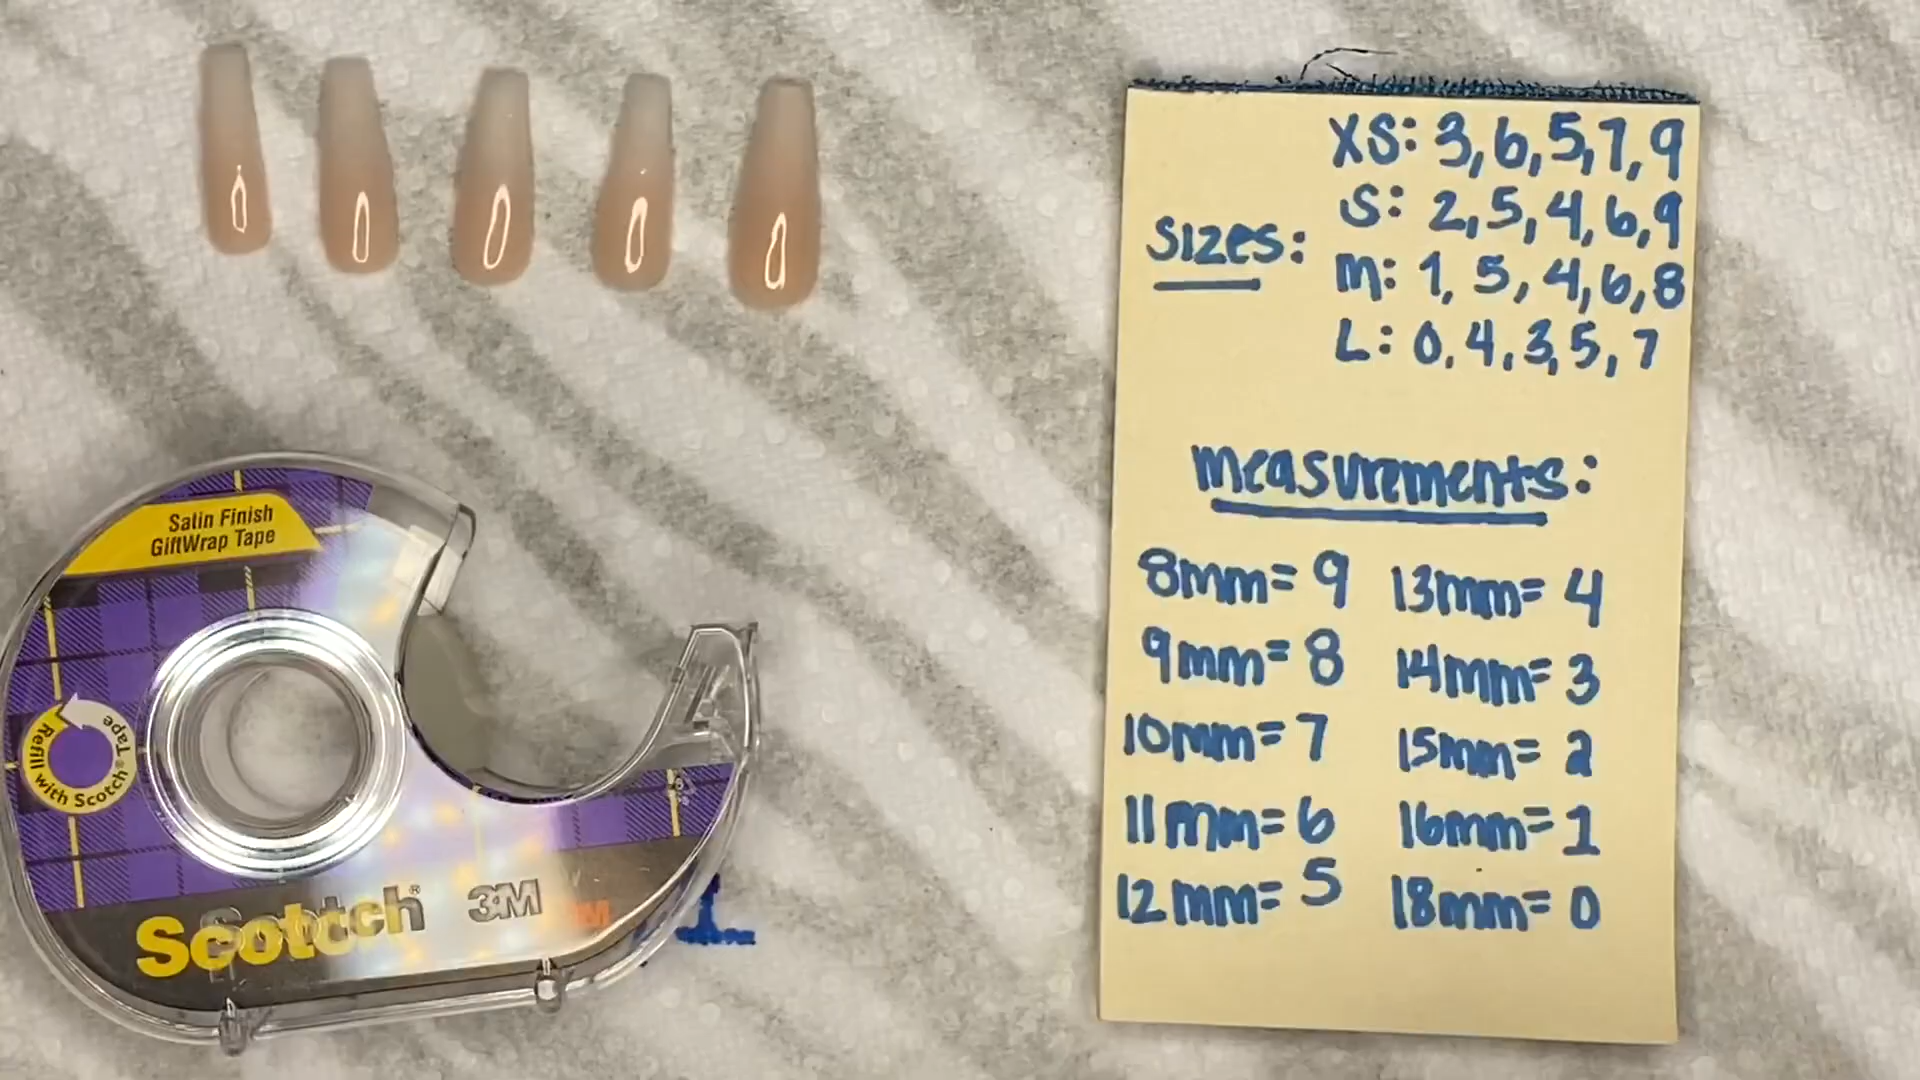 XS: 3, 6, 5, 7, 9
S: 2, 5, 4, 6, 9
Sizes:
m: 1, 5, 4, 6, 8
L: 0, 4, 3, 5, 7
measurements:
8mm= 9 13mm= 4
9mm= 8 14mm= 3
10mm= 7 15mm= 2
11mm= 6 16mm= 1
12mm= 5 18mm= 0
Satin Finish
GiftWrap Tape
Refill with Scotch® Tape
Scotch® 3M
1